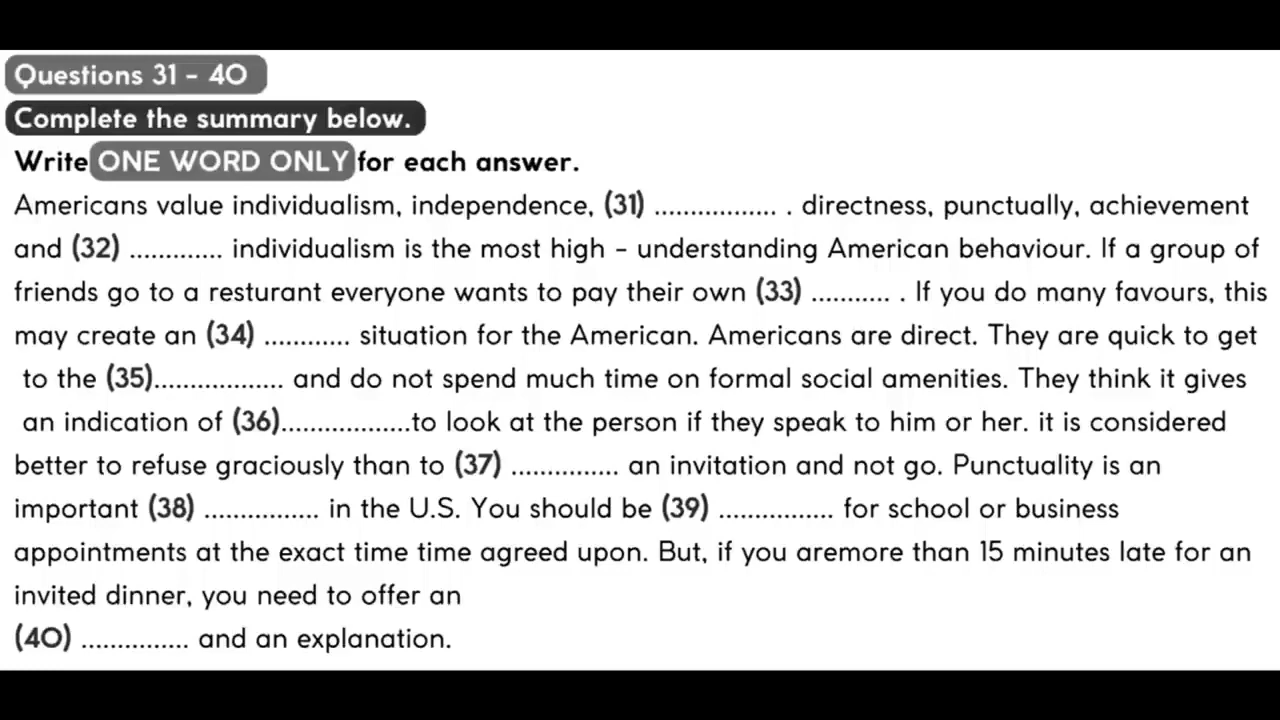 Questions 31 - 40
Complete the summary below.
Write ONE WORD ONLY for each answer.
Americans value individualism, independence, (31) ................. . directness, punctually, achievement
and (32) ............. individualism is the most high - understanding American behaviour. If a group of
friends go to a resturant everyone wants to pay their own (33) ........... . If you do many favours, this
may create an (34) ............ situation for the American. Americans are direct. They are quick to get
to the (35).................. and do not spend much time on formal social amenities. They think it gives
an indication of (36)..................to look at the person if they speak to him or her. it is considered
better to refuse graciously than to (37) ............... an invitation and not go. Punctuality is an
important (38) ................ in the U.S. You should be (39) ................ for school or business
appointments at the exact time time agreed upon. But, if you aremore than 15 minutes late for an
invited dinner, you need to offer an
(40) ............... and an explanation.